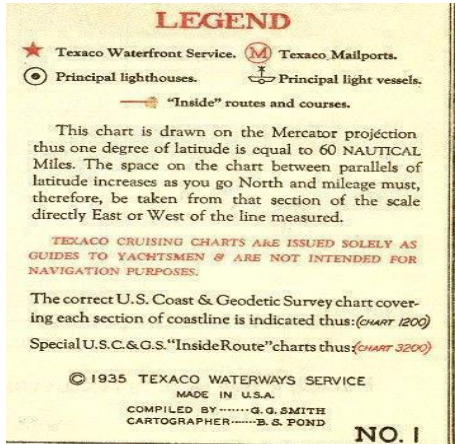 LEGEND
Texaco Waterfront Service. M Texaco Mailports.
Principal lighthouses. Principal light vessels.
"Inside" routes and courses.
This chart is drawn on the Mercator projection
thus one degree of latitude is equal to 60 NAUTICAL
Miles. The space on the chart between parallels of
latitude increases as you go North and mileage must,
therefore, be taken from that section of the scale
directly East or West of the line measured.
TEXACO CRUISING CHARTS ARE ISSUED SOLELY AS
GUIDES TO YACHTSMEN & ARE NOT INTENDED FOR
NAVIGATION PURPOSES.
The correct U.S. Coast & Geodetic Survey chart cover-
ing each section of coastline is indicated thus:(CHART 1200)
Special U.S.C.&G.S. "Inside Route" charts thus:(CHART 3200)
© 1935 TEXACO WATERWAYS SERVICE
MADE IN U.S.A.
COMPILED BY·······G. G. SMITH
CARTOGRAPHER······B. S. POND
NO. 1